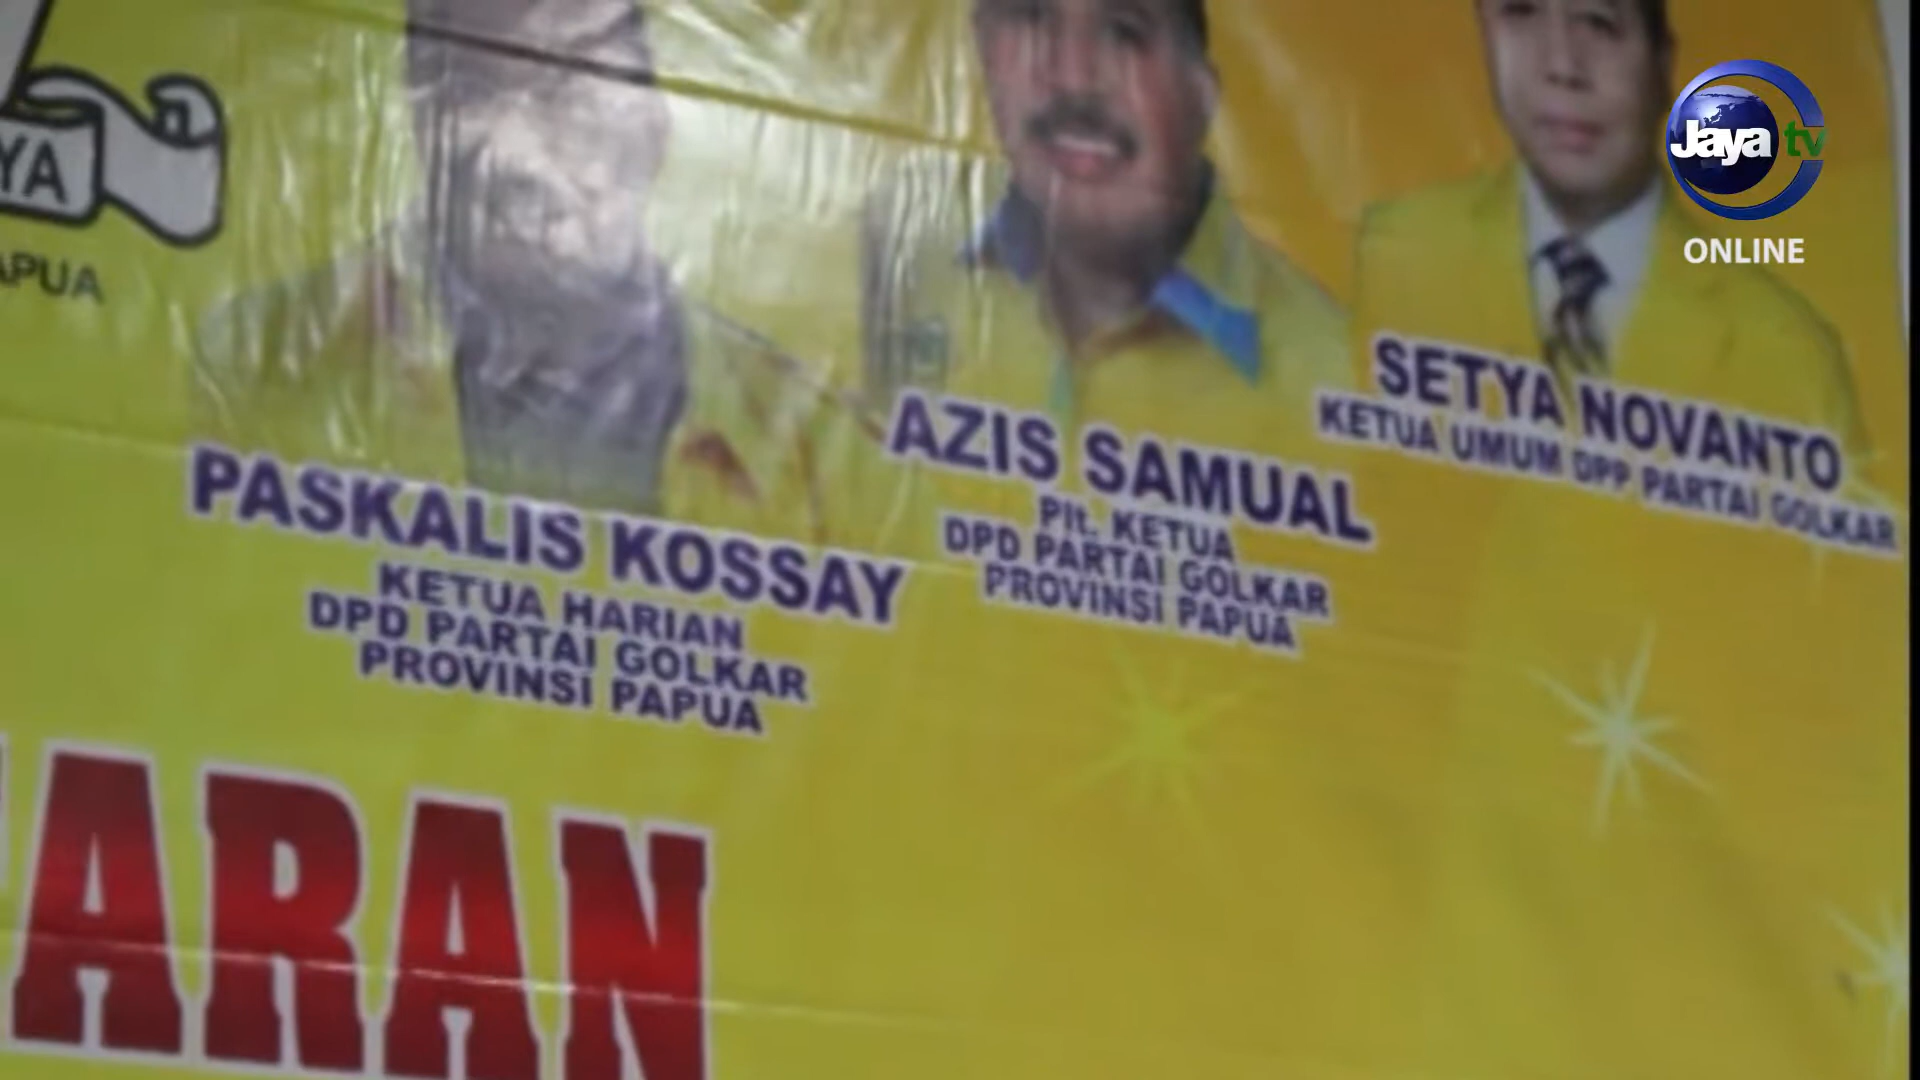 YA
APUA
Jaya tv
ONLINE
PASKALIS KOSSAY
KETUA HARIAN
DPD PARTAI GOLKAR
PROVINSI PAPUA
AZIS SAMUAL
Plt. KETUA
DPD PARTAI GOLKAR
PROVINSI PAPUA
SETYA NOVANTO
KETUA UMUM DPP PARTAI GOLKAR
ARAN